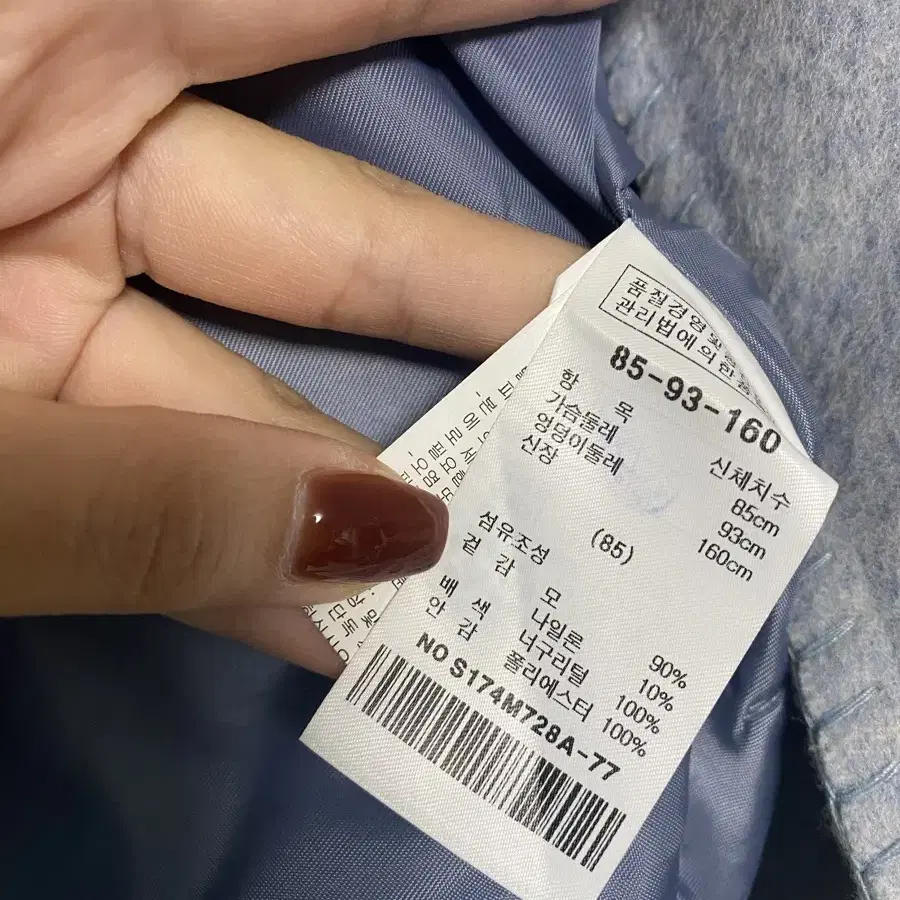 품질경영및
관리법에의한품
85-93-160
항 목 신체치수
가슴둘레 85cm
엉덩이둘레 93cm
신장 160cm
섬유조성 (85)
겉 감 모 90%
나일론 10%
배 색 너구리털 100%
안 감 폴리에스터 100%
NO S174M728A-77